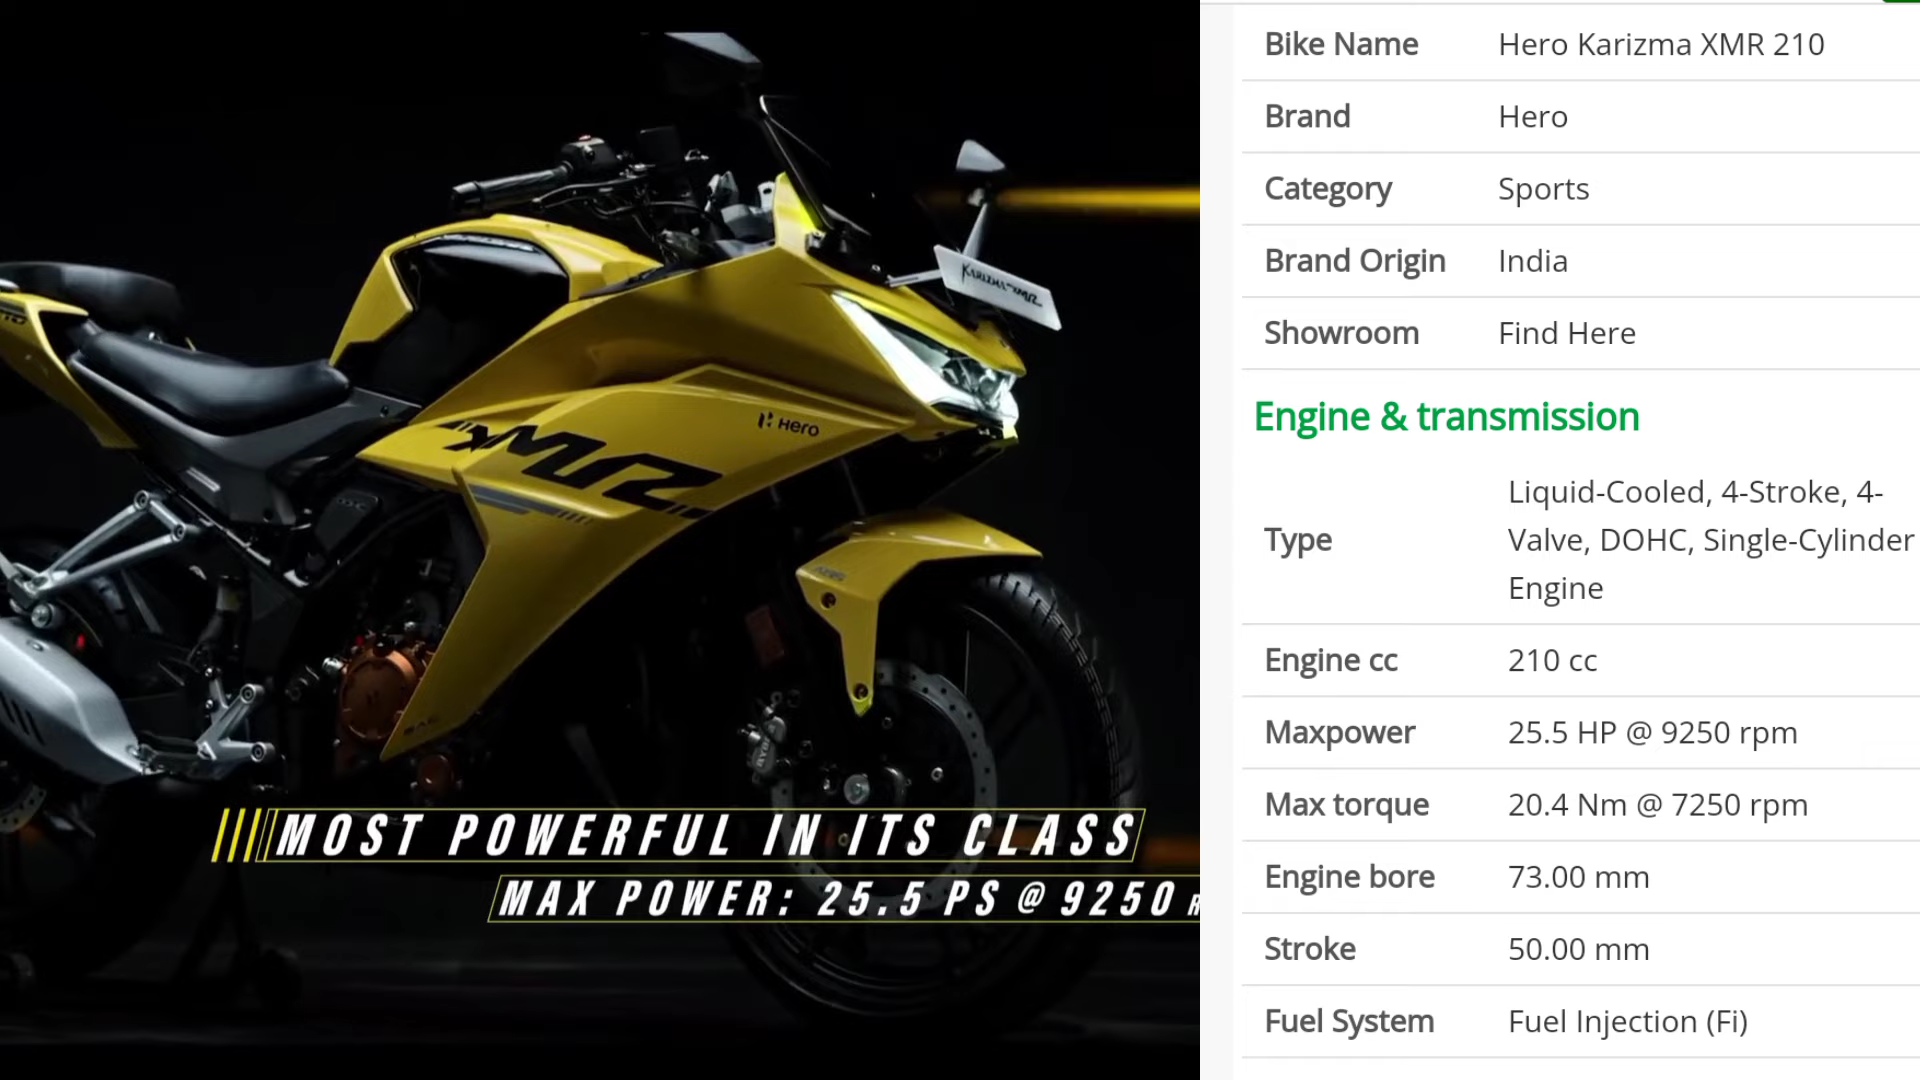 KARIZMA XMR
Hero
XMR
MOST POWERFUL IN ITS CLASS
MAX POWER: 25.5 PS @ 9250 R
Bike Name Hero Karizma XMR 210
Brand Hero
Category Sports
Brand Origin India
Showroom Find Here
Engine & transmission
Type Liquid-Cooled, 4-Stroke, 4-
Valve, DOHC, Single-Cylinder
Engine
Engine cc 210 cc
Maxpower 25.5 HP @ 9250 rpm
Max torque 20.4 Nm @ 7250 rpm
Engine bore 73.00 mm
Stroke 50.00 mm
Fuel System Fuel Injection (Fi)